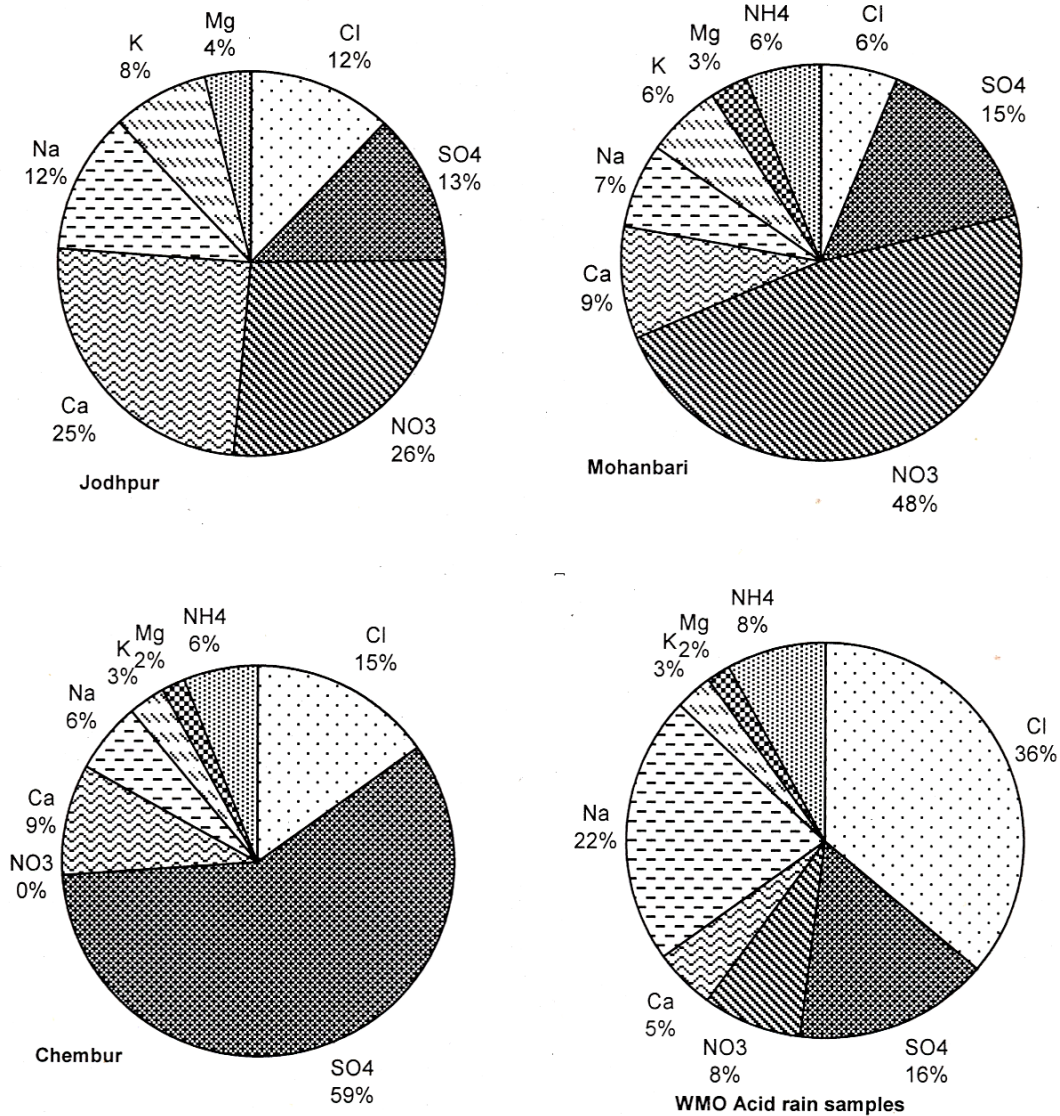 Mg
4%
Cl
12%
K
8%
Na
12%
SO4
13%
Ca
25%
NO3
26%
Jodhpur
NH4
6%
Cl
6%
Mg
3%
K
6%
SO4
15%
Na
7%
Ca
9%
NO3
48%
Mohanbari
NH4
6%
Cl
15%
Mg
2%
K
3%
Na
6%
Ca
9%
NO3
0%
SO4
59%
Chembur
NH4
8%
Mg
2%
K
3%
Cl
36%
Na
22%
Ca
5%
NO3
8%
SO4
16%
WMO Acid rain samples